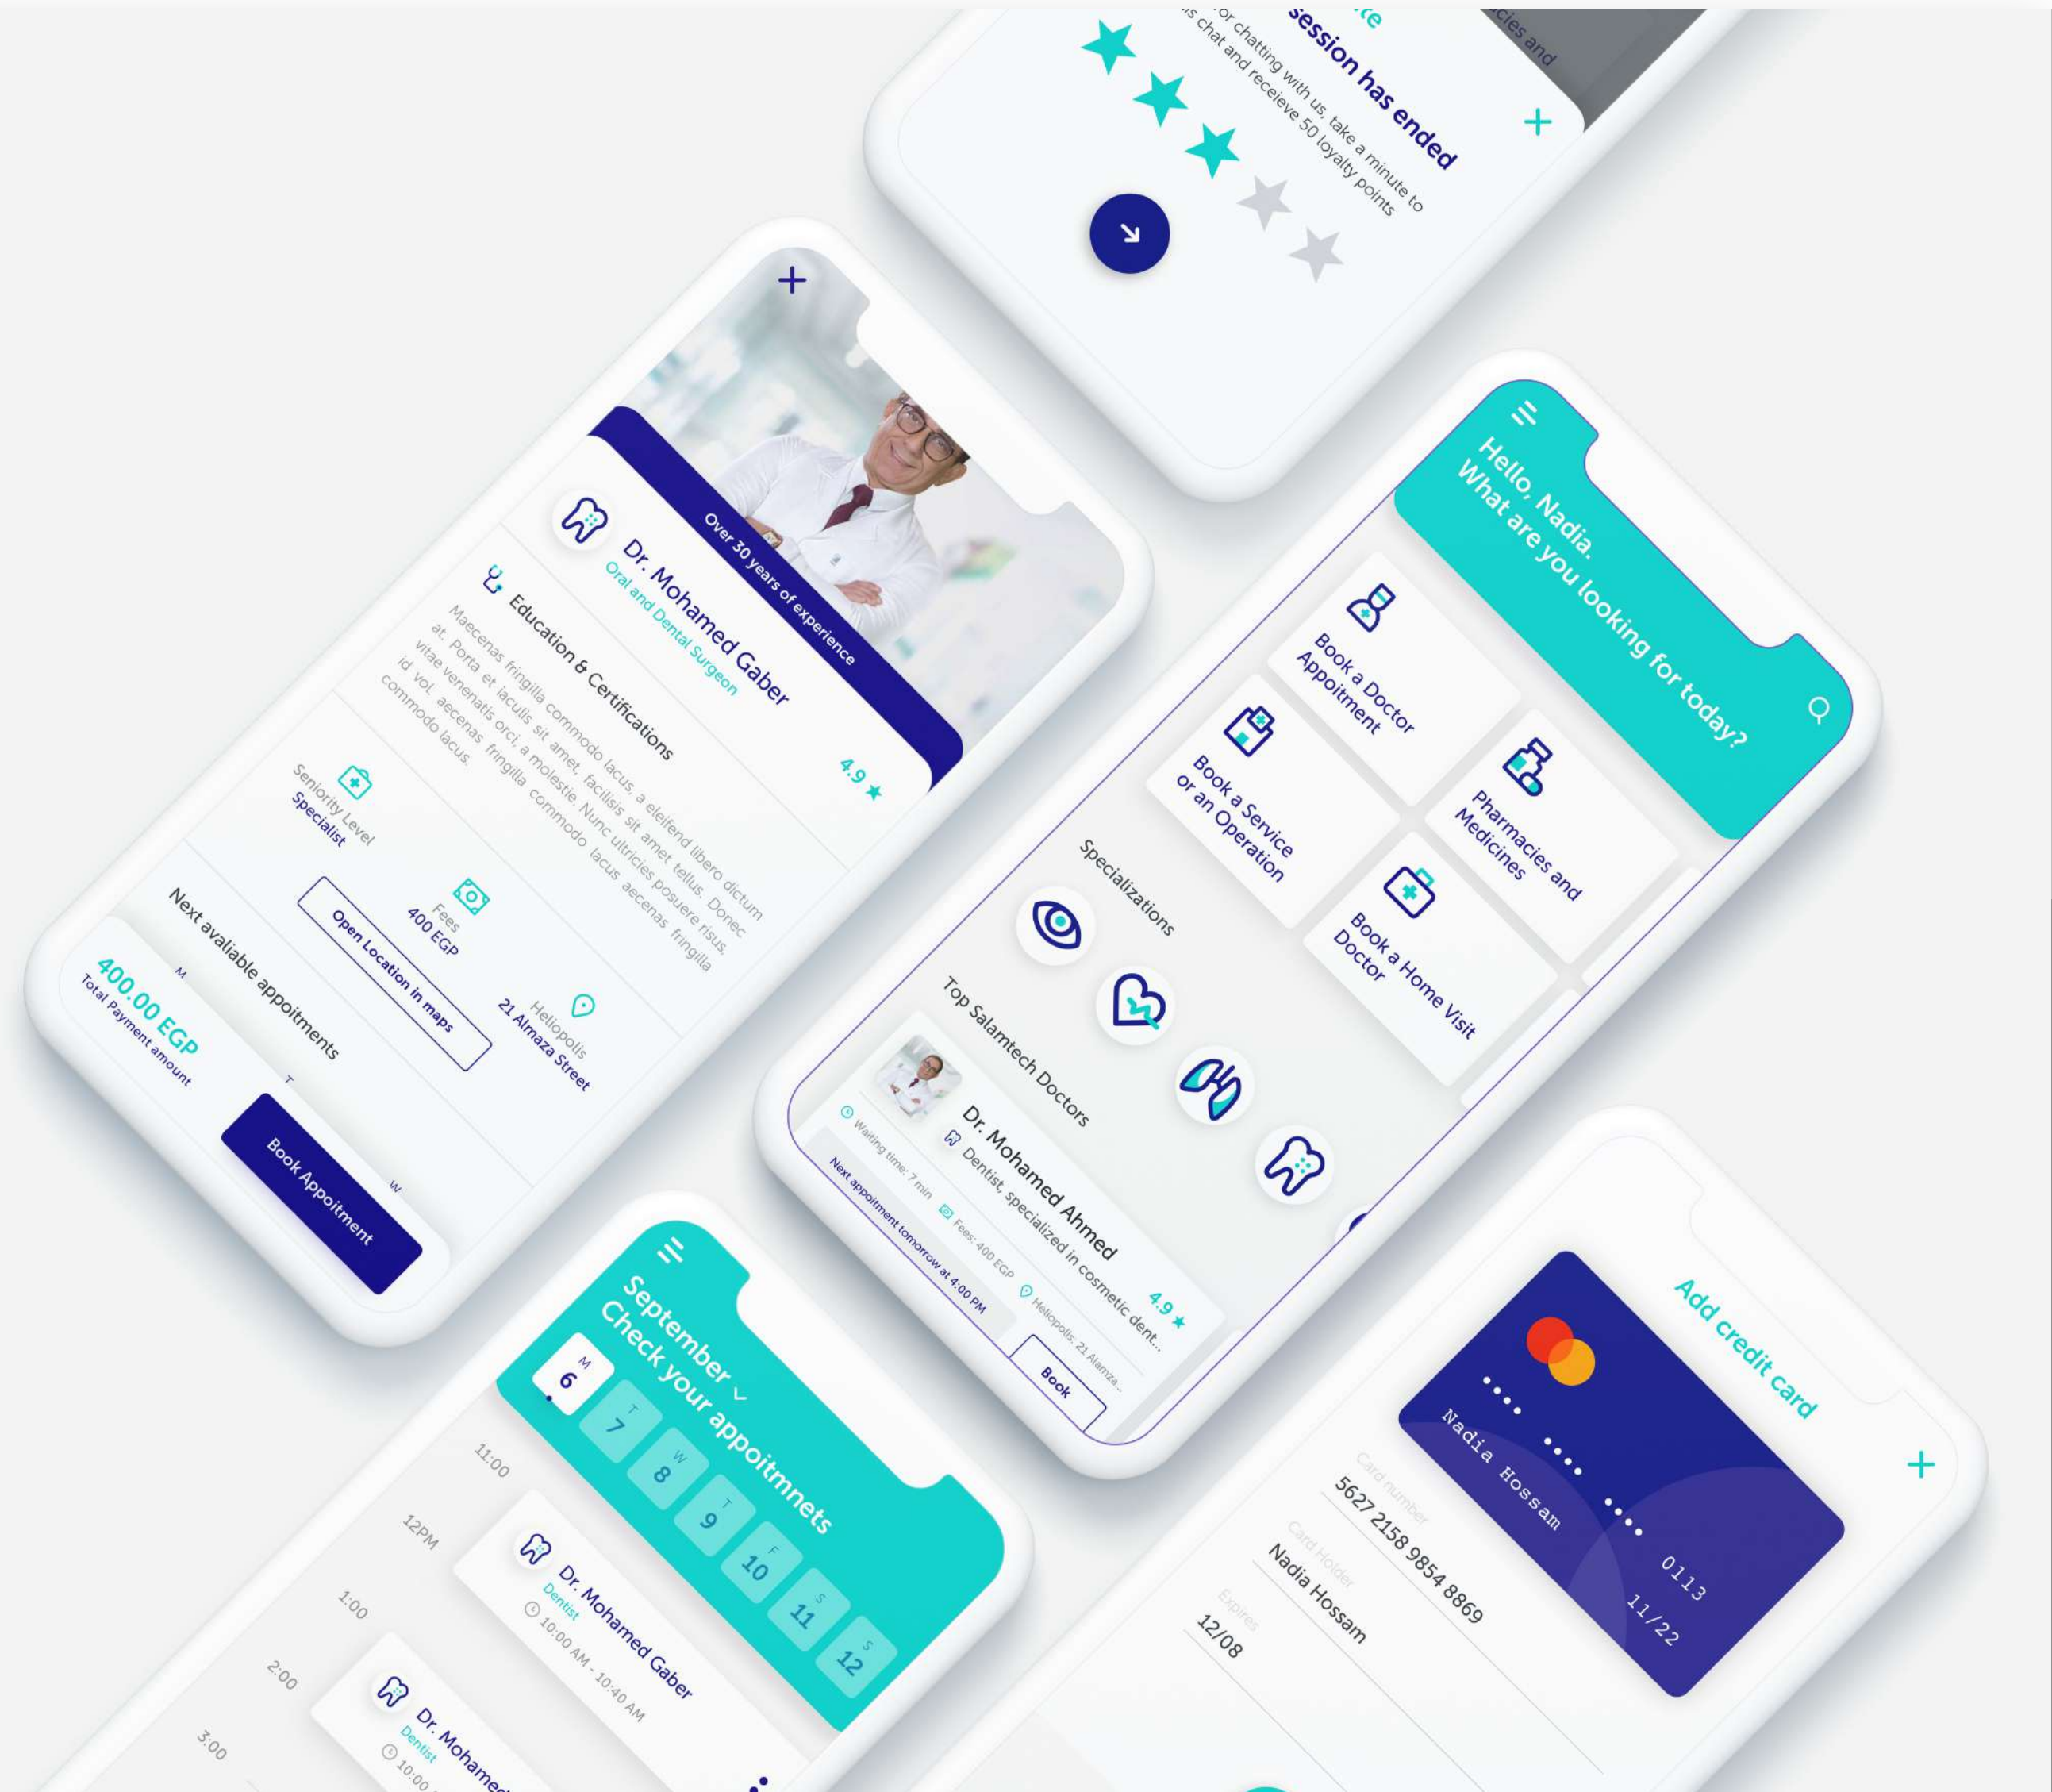 cies and
session has ended
for chatting with us, take a minute to
is chat and receieve 50 loyalty points
Over 30 years of experience
Dr. Mohamed Gaber
Oral and Dental Surgeon
4.9
Education & Certifications
Maecenas fringilla commodo lacus, a eleifend libero dictum
at. Porta et iaculis sit amet, facilisis sit amet tellus. Donec
vitae venenatis orci, a molestie. Nunc ultricies posuere risus,
id vol. aecenas fringilla commodo lacus aecenas fringilla
commodo lacus.
Seniority Level
Specialist
Fees
400 EGP
Heliopolis
21 Almaza Street
Open Location in maps
Next avaliable appoitments
M
T
W
400.00 EGP
Total Payment amount
Book Appoitment
Hello, Nadia.
What are you looking for today?
Book a Doctor
Appoitment
Pharmacies and
Medicines
Book a Service
or an Operation
Book a Home Visit
Doctor
Specializations
Top Salamtech Doctors
Dr. Mohamed Ahmed
Dentist, specialized in cosmetic dent...
4.9
Waiting time: 7 min
Fees: 400 EGP
Heliopolis: 21 Alamza...
Next appoitment tomorrow at 4:00 PM
Book
September
Check your appoitmnets
M
6
T
7
W
8
T
9
F
10
S
11
S
12
11:00
12PM
1:00
2:00
3:00
Dr. Mohamed Gaber
Dentist
10:00 AM - 10:40 AM
Dr. Mohamed
Dentist
10:00
Add credit card
•••• •••• •••• 0113
Nadia Hossam
11/22
Card number
5627 2158 9854 8869
Card Holder
Nadia Hossam
Expires
12/08